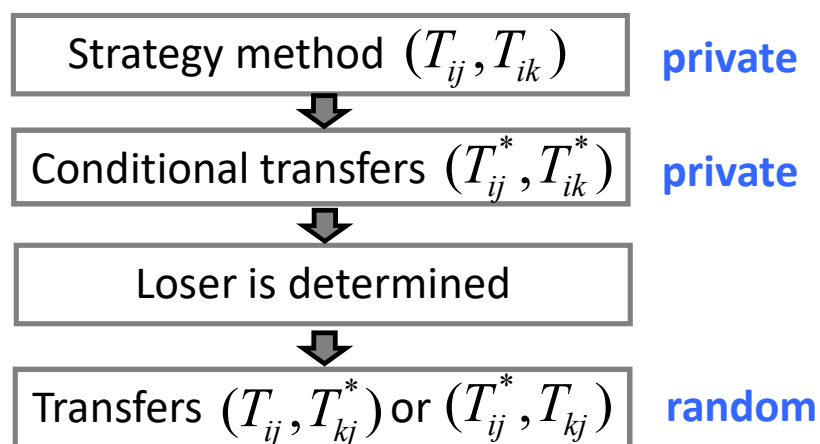 Strategy method (T_ij, T_ik) private
Conditional transfers (T*_ij, T*_ik) private
Loser is determined
Transfers (T_ij, T*_kj) or (T*_ij, T_kj) random